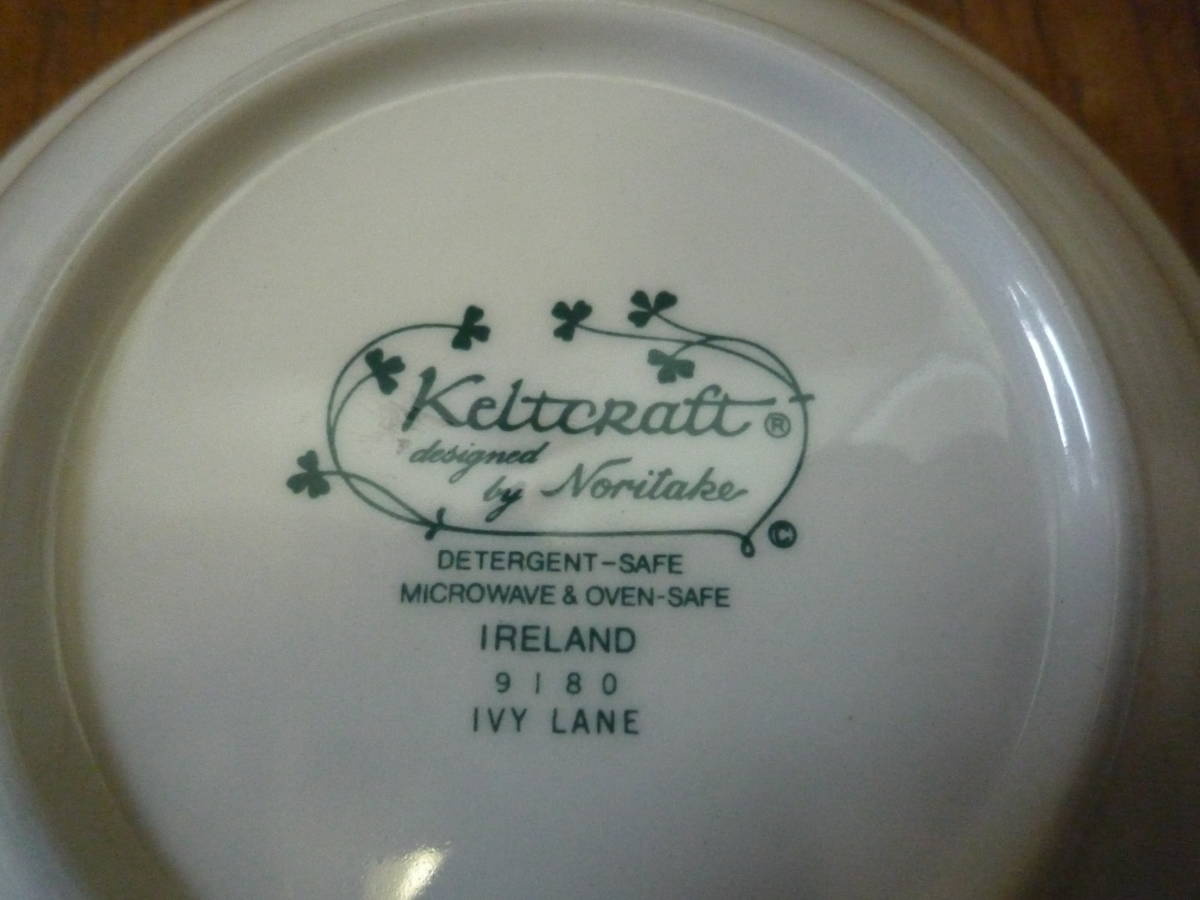 Keltcraft ®
designed
by Noritake
©
DETERGENT-SAFE
MICROWAVE & OVEN-SAFE
IRELAND
9180
IVY LANE